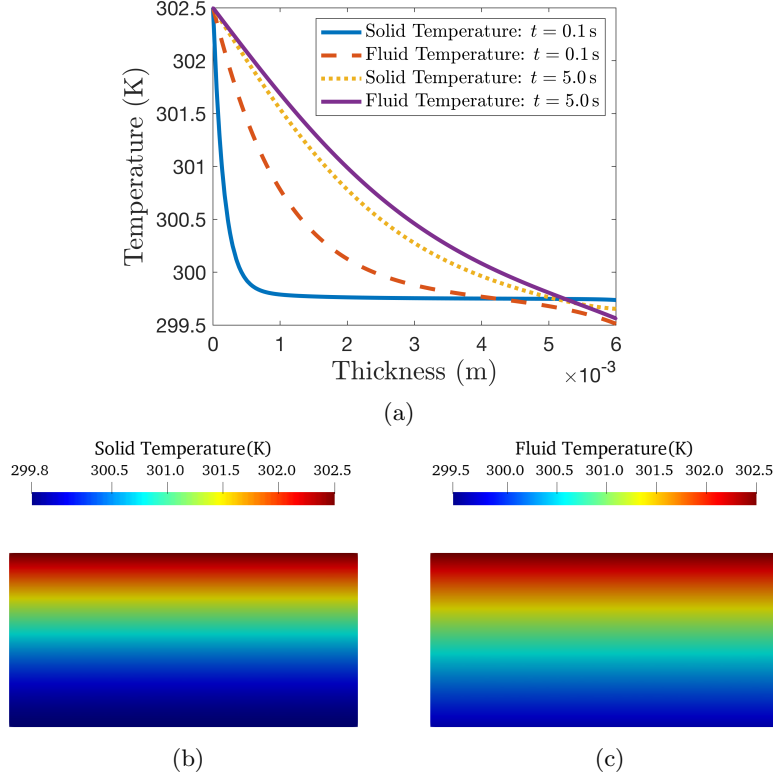 302.5
302
301.5
301
300.5
300
299.5
Temperature (K)
Solid Temperature: t = 0.1 s
Fluid Temperature: t = 0.1 s
Solid Temperature: t = 5.0 s
Fluid Temperature: t = 5.0 s
0 1 2 3 4 5 6
Thickness (m)
×10⁻³
(a)
Solid Temperature(K)
299.8 300.5 301.0 301.5 302.0 302.5
Fluid Temperature(K)
299.5 300.0 300.5 301.0 301.5 302.0 302.5
(b)
(c)